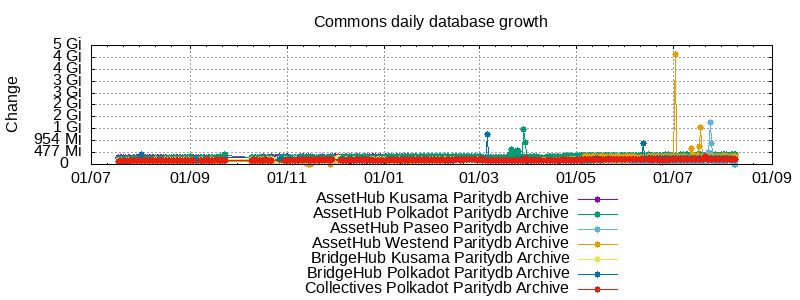 Commons daily database growth
Change
5 Gi
4 Gi
4 Gi
3 Gi
3 Gi
2 Gi
2 Gi
1 Gi
954 Mi
477 Mi
0
01/07 01/09 01/11 01/01 01/03 01/05 01/07 01/09
AssetHub Kusama Paritydb Archive
AssetHub Polkadot Paritydb Archive
AssetHub Paseo Paritydb Archive
AssetHub Westend Paritydb Archive
BridgeHub Kusama Paritydb Archive
BridgeHub Polkadot Paritydb Archive
Collectives Polkadot Paritydb Archive